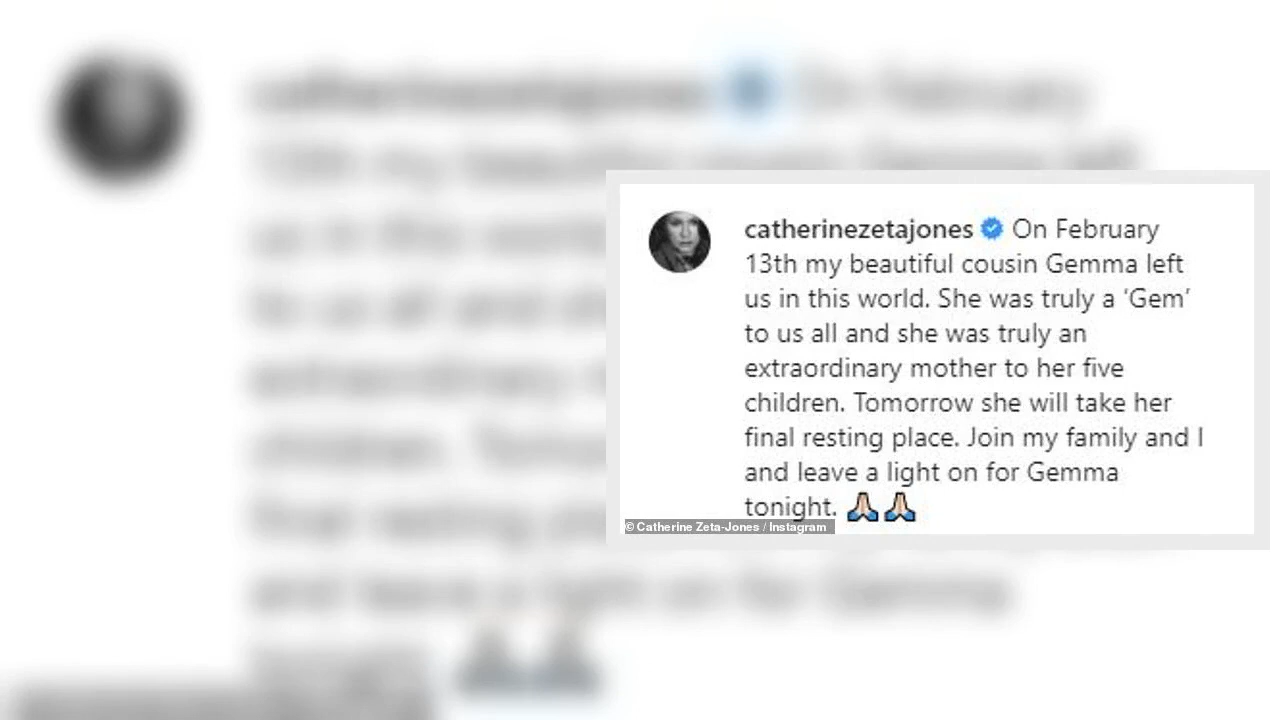 catherinezetajones On February
13th my beautiful cousin Gemma left
us in this world. She was truly a ‘Gem’
to us all and she was truly an
extraordinary mother to her five
children. Tomorrow she will take her
final resting place. Join my family and I
and leave a light on for Gemma
tonight. 🙏🏻🙏🏻
© Catherine Zeta-Jones / Instagram